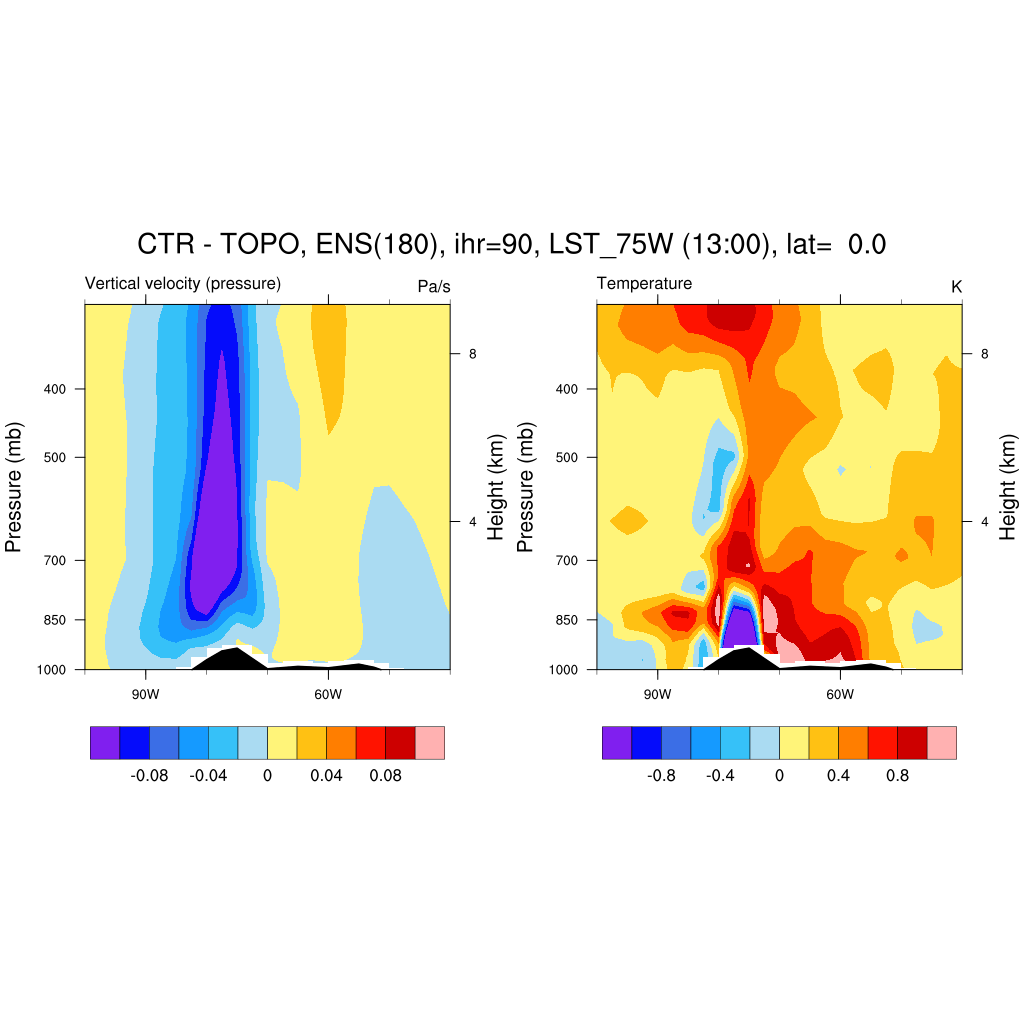 CTR - TOPO, ENS(180), ihr=90, LST_75W (13:00), lat=  0.0
Vertical velocity (pressure)
Pa/s
Pressure (mb)
400
500
700
850
1000
8
4
Height (km)
90W
60W
-0.08
-0.04
0
0.04
0.08
Temperature
K
Pressure (mb)
400
500
700
850
1000
8
4
Height (km)
90W
60W
-0.8
-0.4
0
0.4
0.8